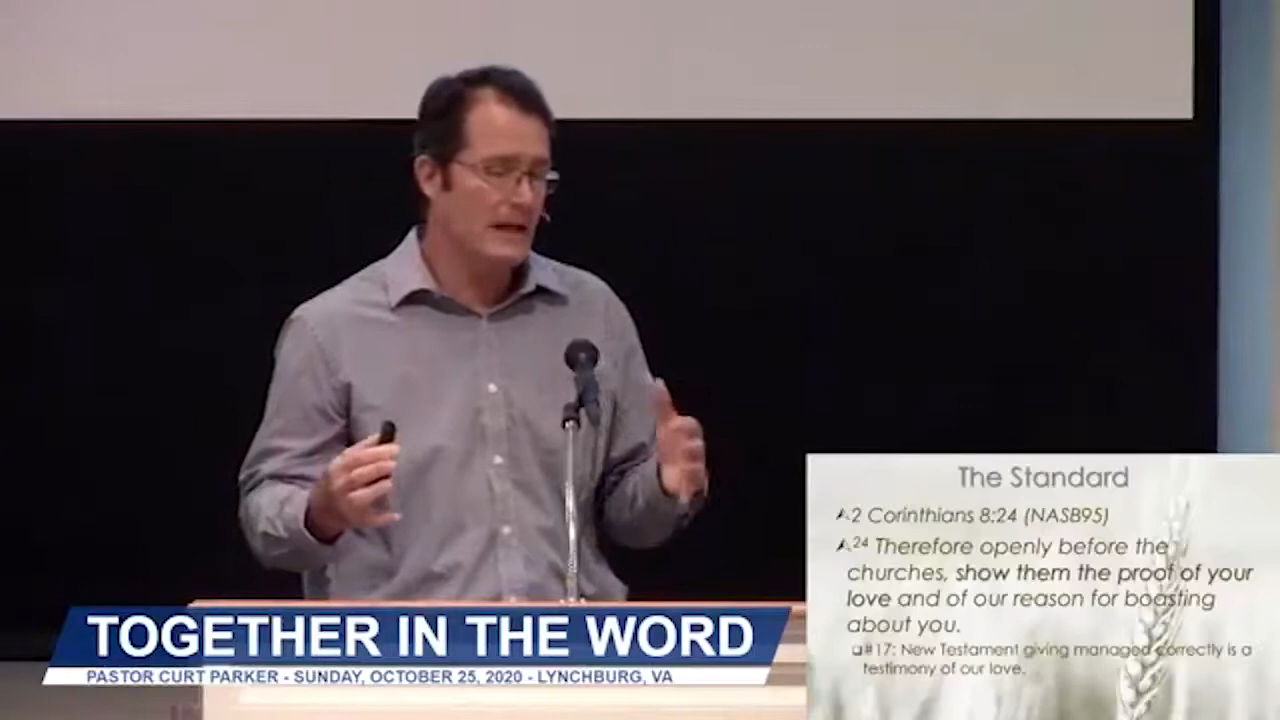 TOGETHER IN THE WORD
PASTOR CURT PARKER - SUNDAY, OCTOBER 25, 2020 - LYNCHBURG, VA
The Standard
2 Corinthians 8:24 (NASB95)
24 Therefore openly before the
churches, show them the proof of your
love and of our reason for boasting
about you.
#17: New Testament giving managed correctly is a
testimony of our love.